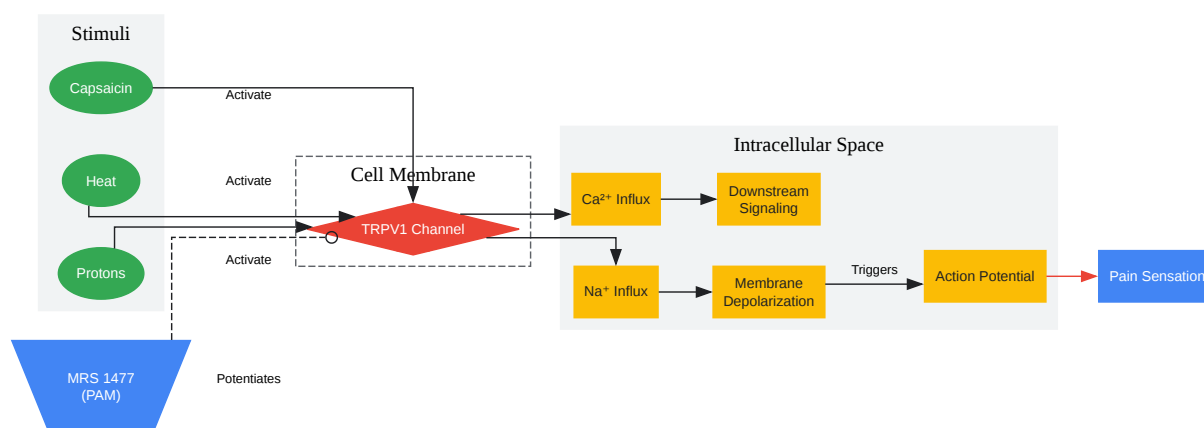 Stimuli
Capsaicin
Activate
Heat
Activate
Cell Membrane
TRPV1 Channel
Protons
Activate
MRS 1477
(PAM)
Potentiates
Intracellular Space
Ca²⁺ Influx
Downstream
Signaling
Na⁺ Influx
Membrane
Depolarization
Triggers
Action Potential
Pain Sensation